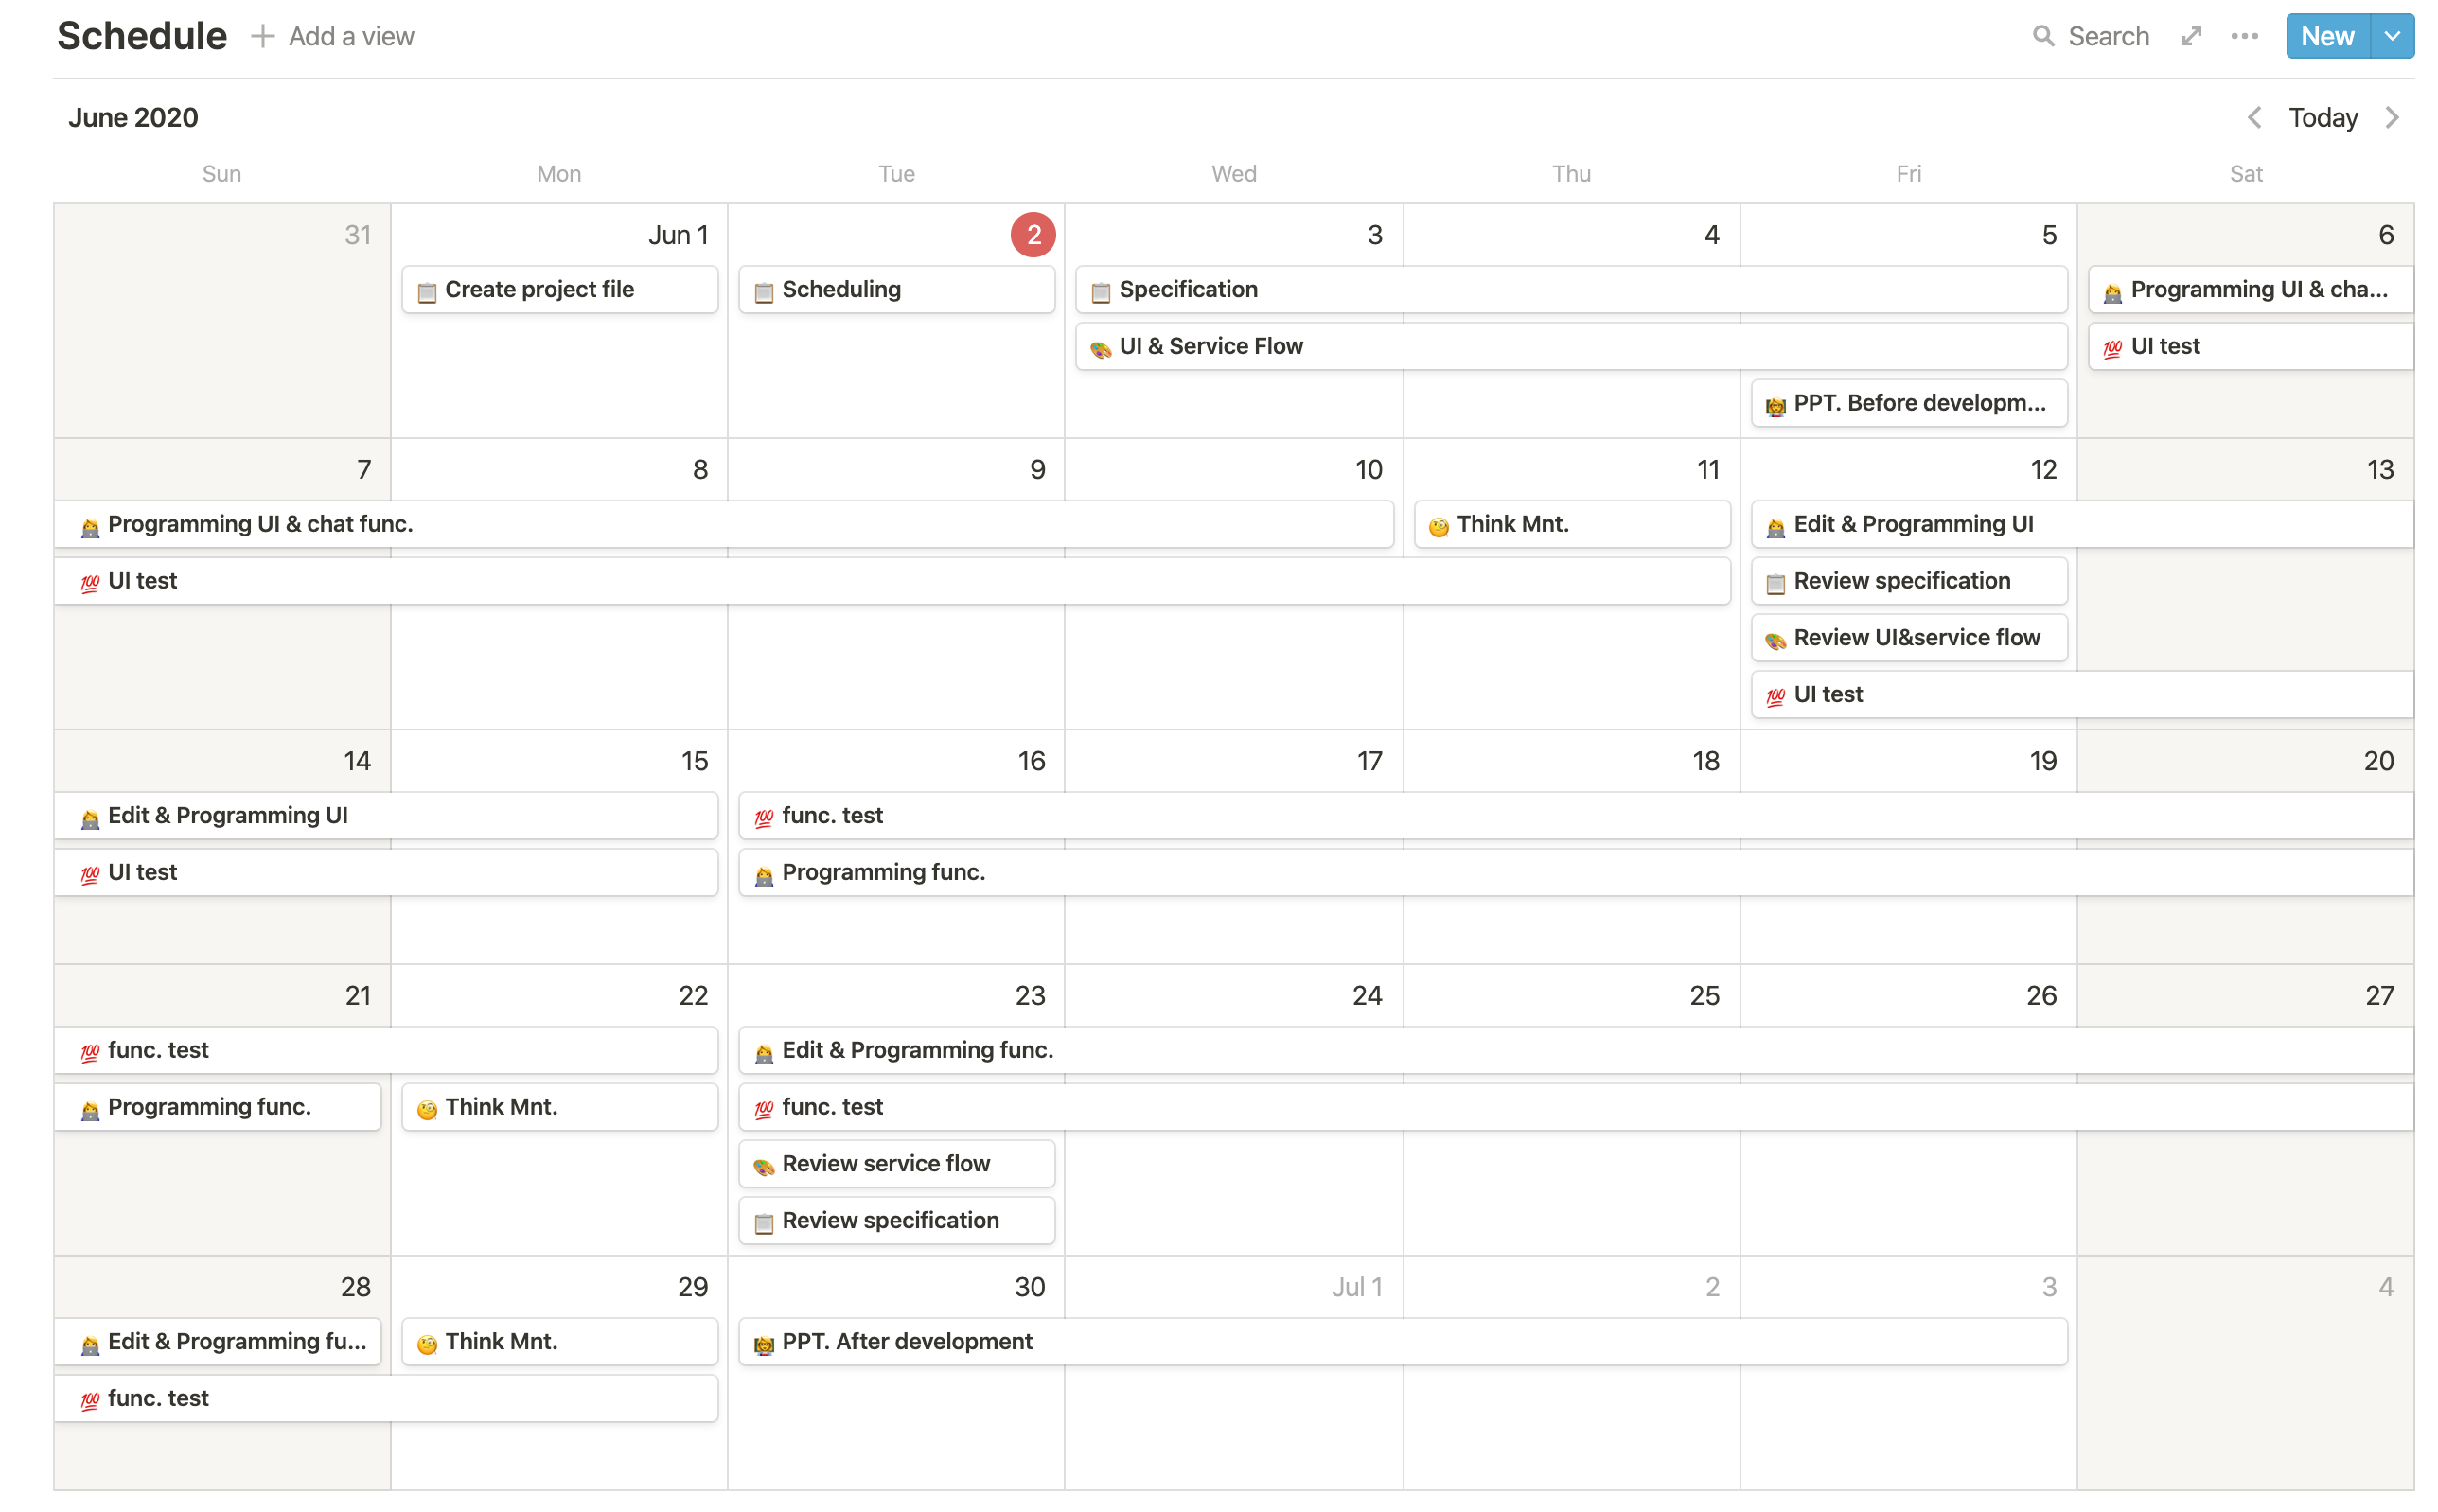 Schedule + Add a view Search ••• New
June 2020 Today
Sun Mon Tue Wed Thu Fri Sat
31 Jun 1 2 3 4 5 6
📋 Create project file 📋 Scheduling 📋 Specification 👩‍💻 Programming UI & cha...
🎨 UI & Service Flow 💯 UI test
👩‍🏫 PPT. Before developm...
7 8 9 10 11 12 13
👩‍💻 Programming UI & chat func. 🧐 Think Mnt. 👩‍💻 Edit & Programming UI
💯 UI test 📋 Review specification
🎨 Review UI&service flow
💯 UI test
14 15 16 17 18 19 20
👩‍💻 Edit & Programming UI 💯 func. test
💯 UI test 👩‍💻 Programming func.
21 22 23 24 25 26 27
💯 func. test 👩‍💻 Edit & Programming func.
👩‍💻 Programming func. 🧐 Think Mnt. 💯 func. test
🎨 Review service flow
📋 Review specification
28 29 30 Jul 1 2 3 4
👩‍💻 Edit & Programming fu... 🧐 Think Mnt. 👩‍🏫 PPT. After development
💯 func. test